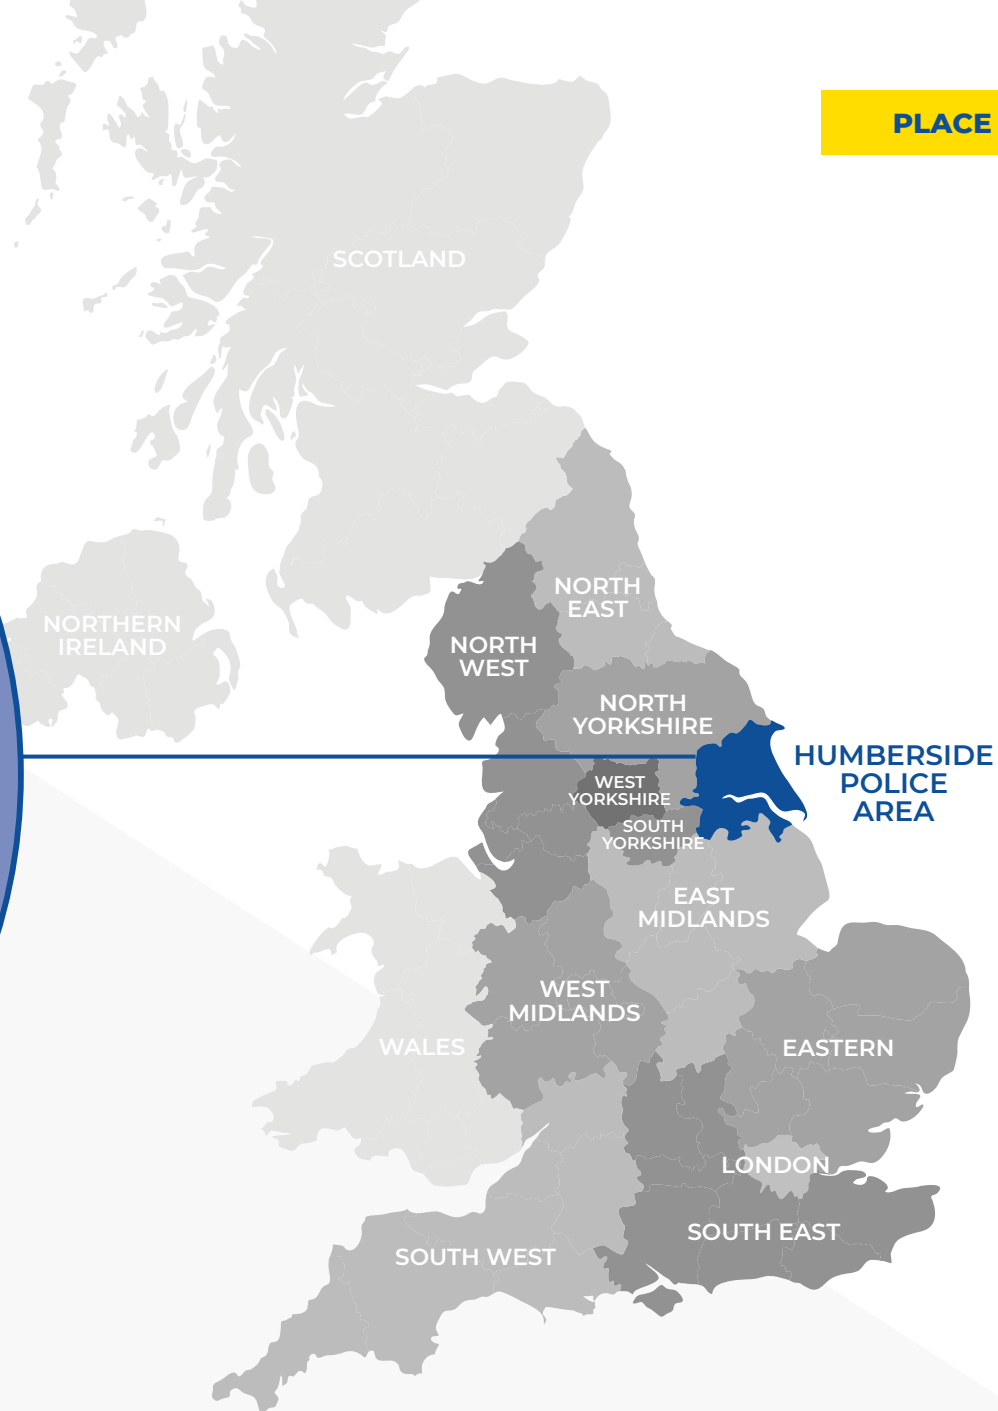 PLACE
SCOTLAND
NORTH
EAST
NORTHERN
IRELAND
NORTH
WEST
NORTH
YORKSHIRE
HUMBERSIDE
POLICE
AREA
WEST
YORKSHIRE
SOUTH
YORKSHIRE
EAST
MIDLANDS
WEST
MIDLANDS
WALES
EASTERN
LONDON
SOUTH EAST
SOUTH WEST